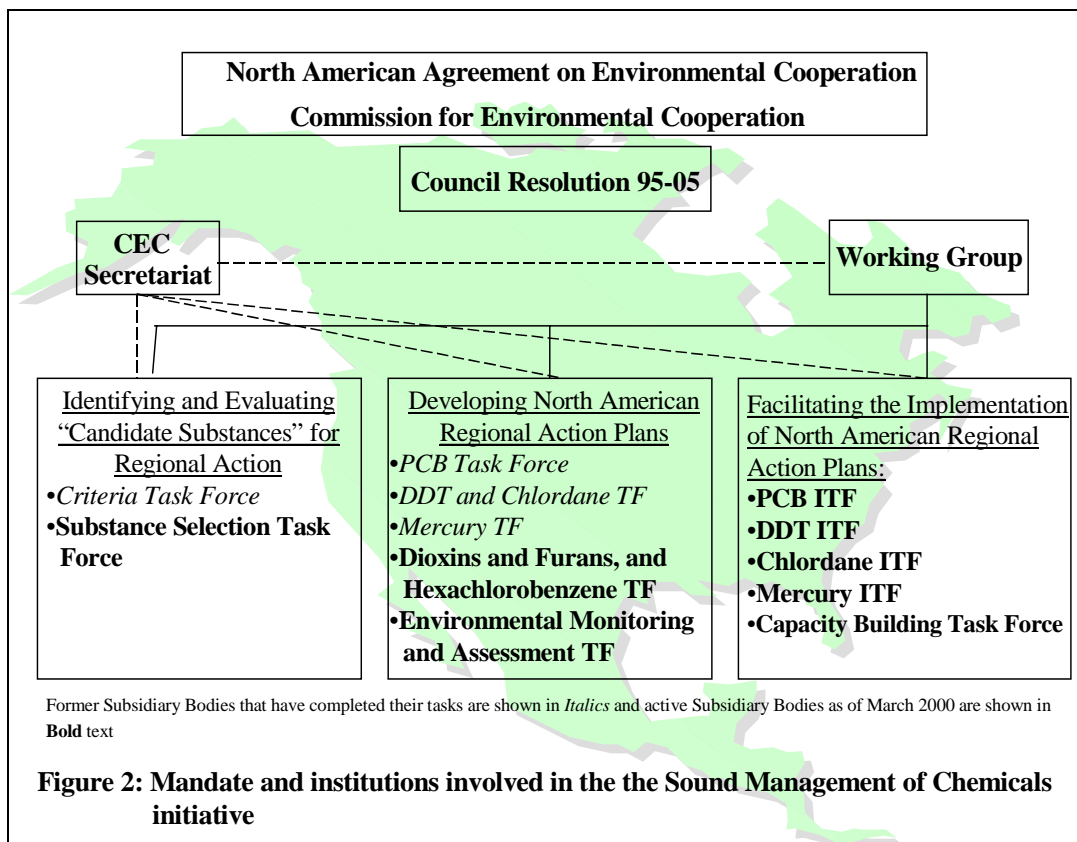 North American Agreement on Environmental Cooperation
Commission for Environmental Cooperation
Council Resolution 95-05
CEC
Secretariat
Working Group
Identifying and Evaluating
“Candidate Substances” for
Regional Action
•Criteria Task Force
•Substance Selection Task
Force
Developing North American
Regional Action Plans
•PCB Task Force
•DDT and Chlordane TF
•Mercury TF
•Dioxins and Furans, and
Hexachlorobenzene TF
•Environmental Monitoring
and Assessment TF
Facilitating the Implementation
of North American Regional
Action Plans:
•PCB ITF
•DDT ITF
•Chlordane ITF
•Mercury ITF
•Capacity Building Task Force
Former Subsidiary Bodies that have completed their tasks are shown in Italics and active Subsidiary Bodies as of March 2000 are shown in
Bold text
Figure 2: Mandate and institutions involved in the the Sound Management of Chemicals
initiative